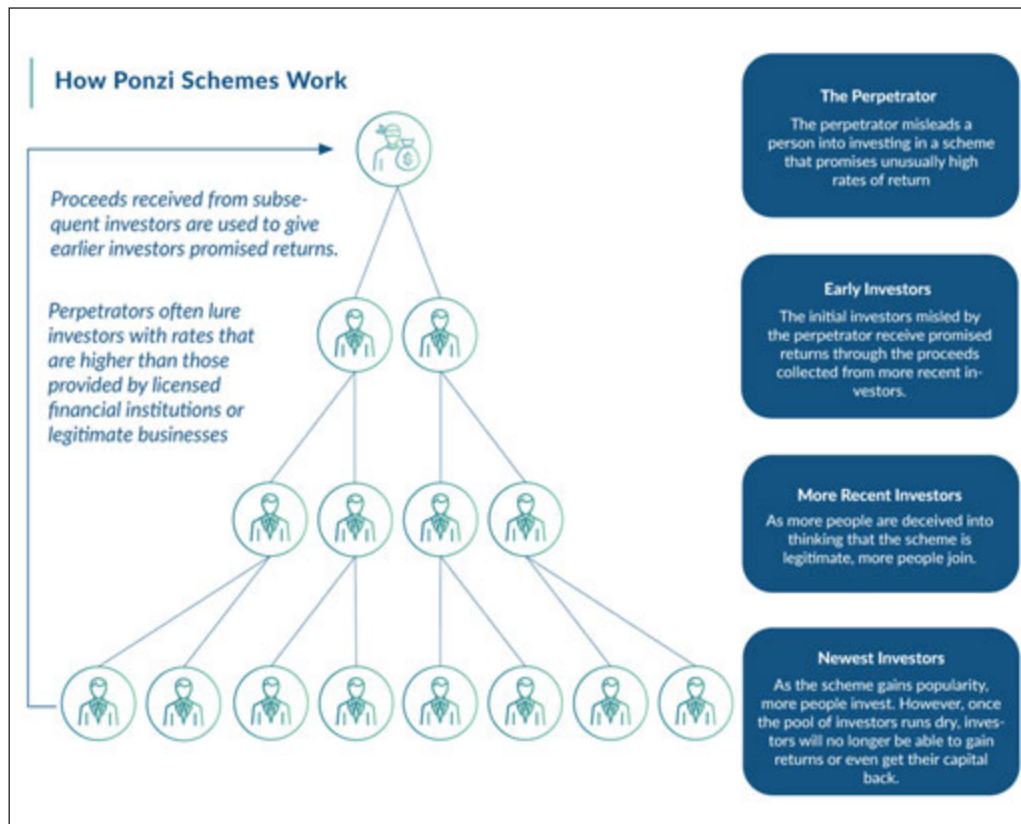 How Ponzi Schemes Work
Proceeds received from subse-
quent investors are used to give
earlier investors promised returns.
Perpetrators often lure
investors with rates that
are higher than those
provided by licensed
financial institutions or
legitimate businesses
$
The Perpetrator
The perpetrator misleads a
person into investing in a scheme
that promises unusually high
rates of return
Early Investors
The initial investors misled by
the perpetrator receive promised
returns through the proceeds
collected from more recent in-
vestors.
More Recent Investors
As more people are deceived into
thinking that the scheme is
legitimate, more people join.
Newest Investors
As the scheme gains popularity,
more people invest. However, once
the pool of investors runs dry, inves-
tors will no longer be able to gain
returns or even get their capital
back.